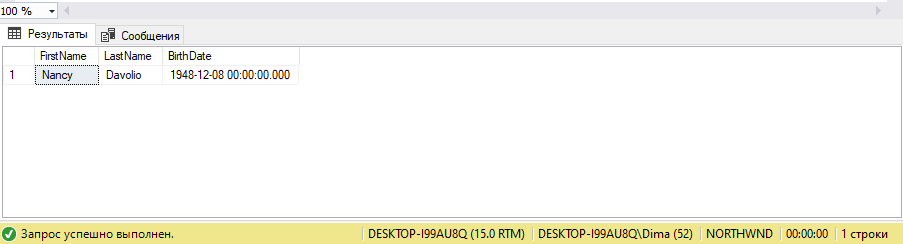 100 %
Результаты Сообщения
FirstName LastName BirthDate
1 Nancy Davolio 1948-12-08 00:00:00.000
Запрос успешно выполнен. DESKTOP-I99AU8Q (15.0 RTM) DESKTOP-I99AU8Q\Dima (52) NORTHWND 00:00:00 1 строки